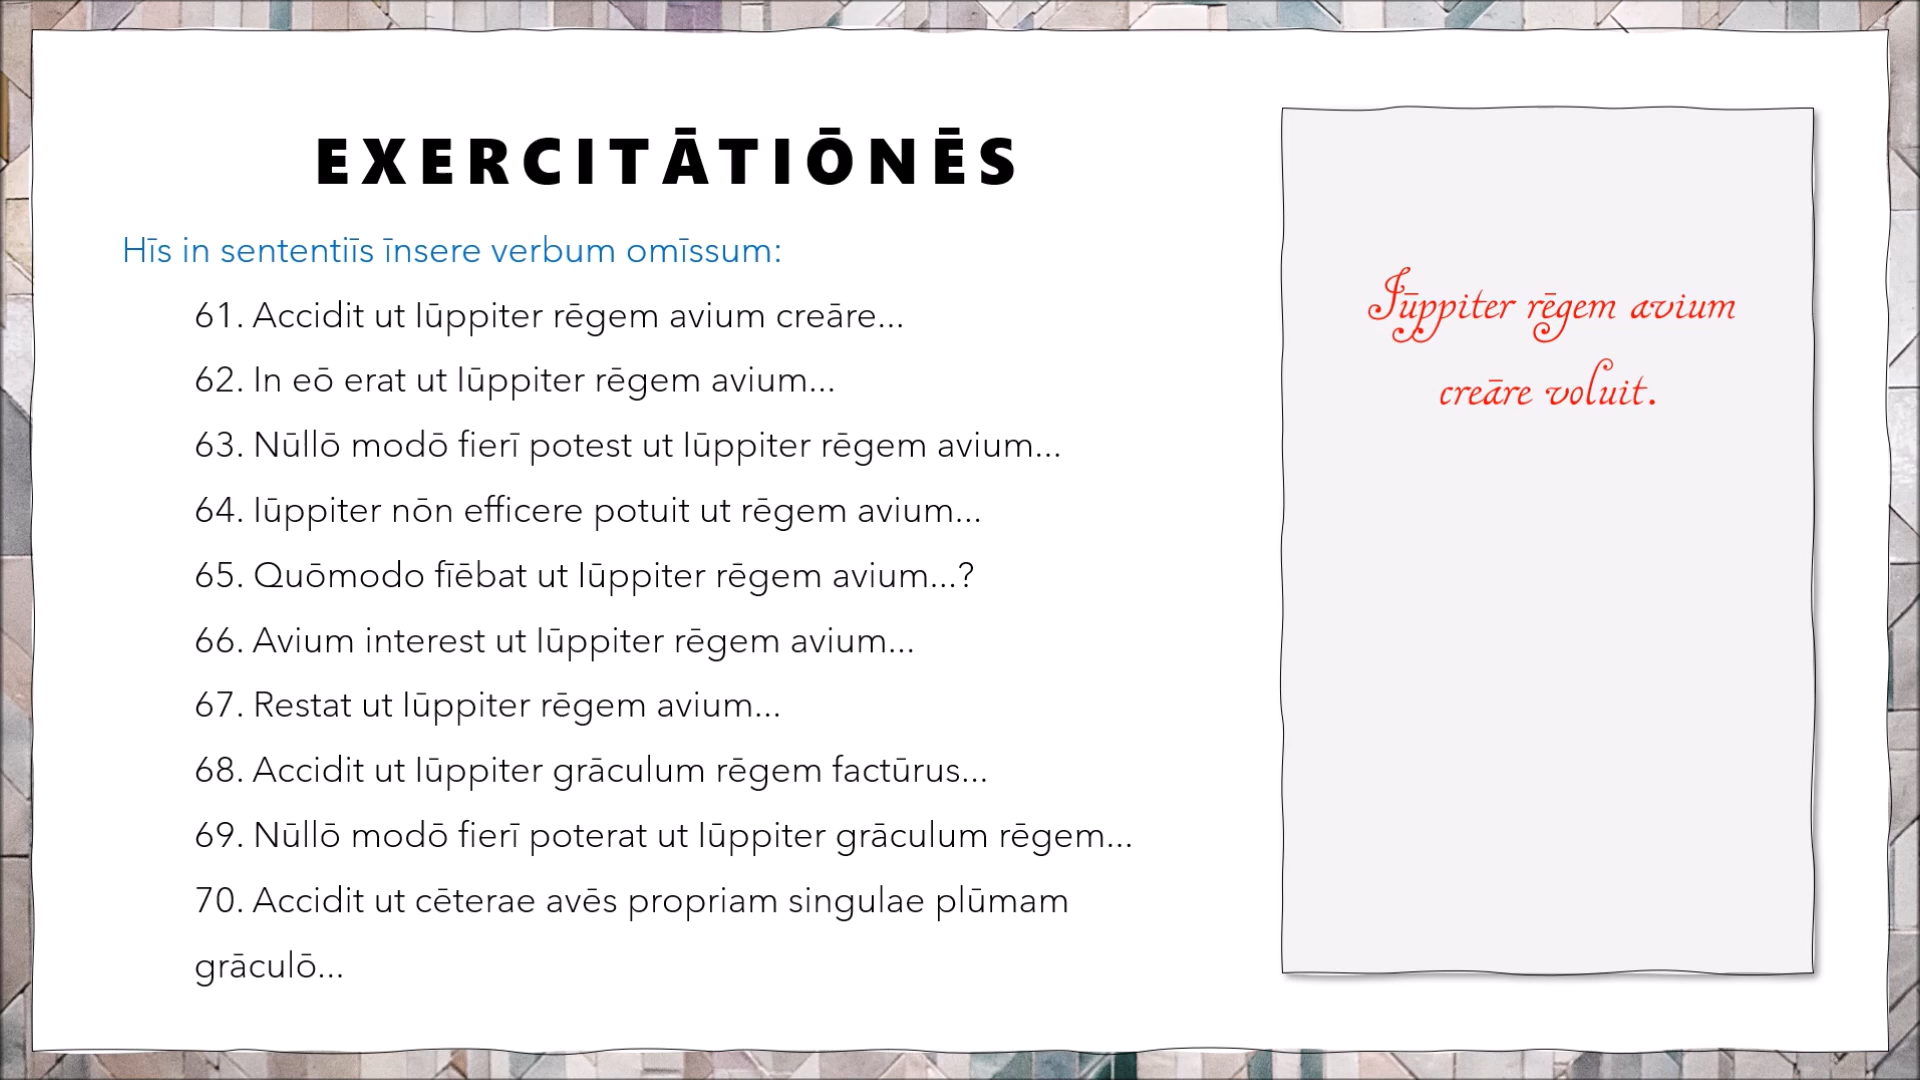 EXERCITĀTIŌNĒS
Hīs in sententiīs īnsere verbum omīssum:
61. Accidit ut Iūppiter rēgem avium creāre...
62. In eō erat ut Iūppiter rēgem avium...
63. Nūllō modō fierī potest ut Iūppiter rēgem avium...
64. Iūppiter nōn efficere potuit ut rēgem avium...
65. Quōmodo fīēbat ut Iūppiter rēgem avium...?
66. Avium interest ut Iūppiter rēgem avium...
67. Restat ut Iūppiter rēgem avium...
68. Accidit ut Iūppiter grāculum rēgem factūrus...
69. Nūllō modō fierī poterat ut Iūppiter grāculum rēgem...
70. Accidit ut cēterae avēs propriam singulae plūmam
grāculō...
Iūppiter rēgem avium
creāre voluit.